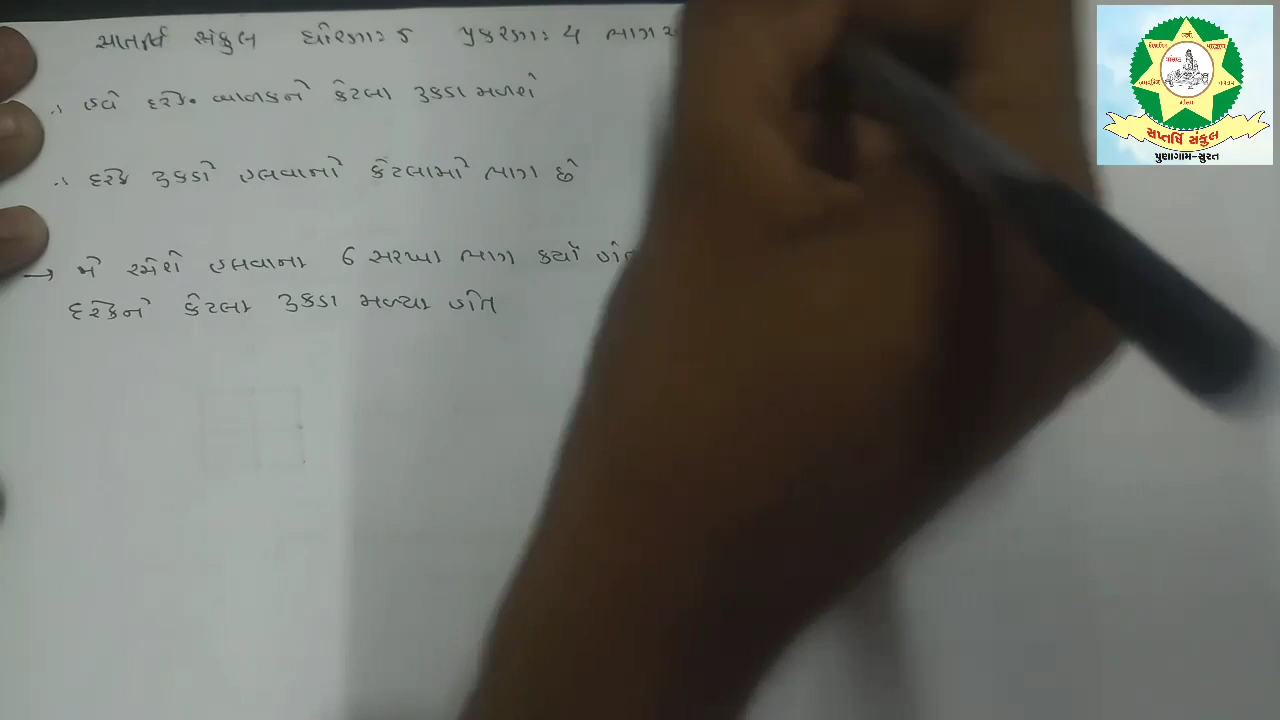 સપ્તર્ષિ સંકુલ ધોરણઃ ૬ પ્રકરણઃ 4 ભાગ
∴ હવે દરેક બાળકને કેટલા ટુકડા મળશે
∴ દરેક ટુકડો હલવાનો કેટલામો ભાગ છે
→ જો રમેશે હલવાના 6 સરખા ભાગ કર્યા હોત
દરેકને કેટલા ટુકડા મળ્યા હોત
સપ્તર્ષિ સંકુલ
પુણાગામ-સુરત